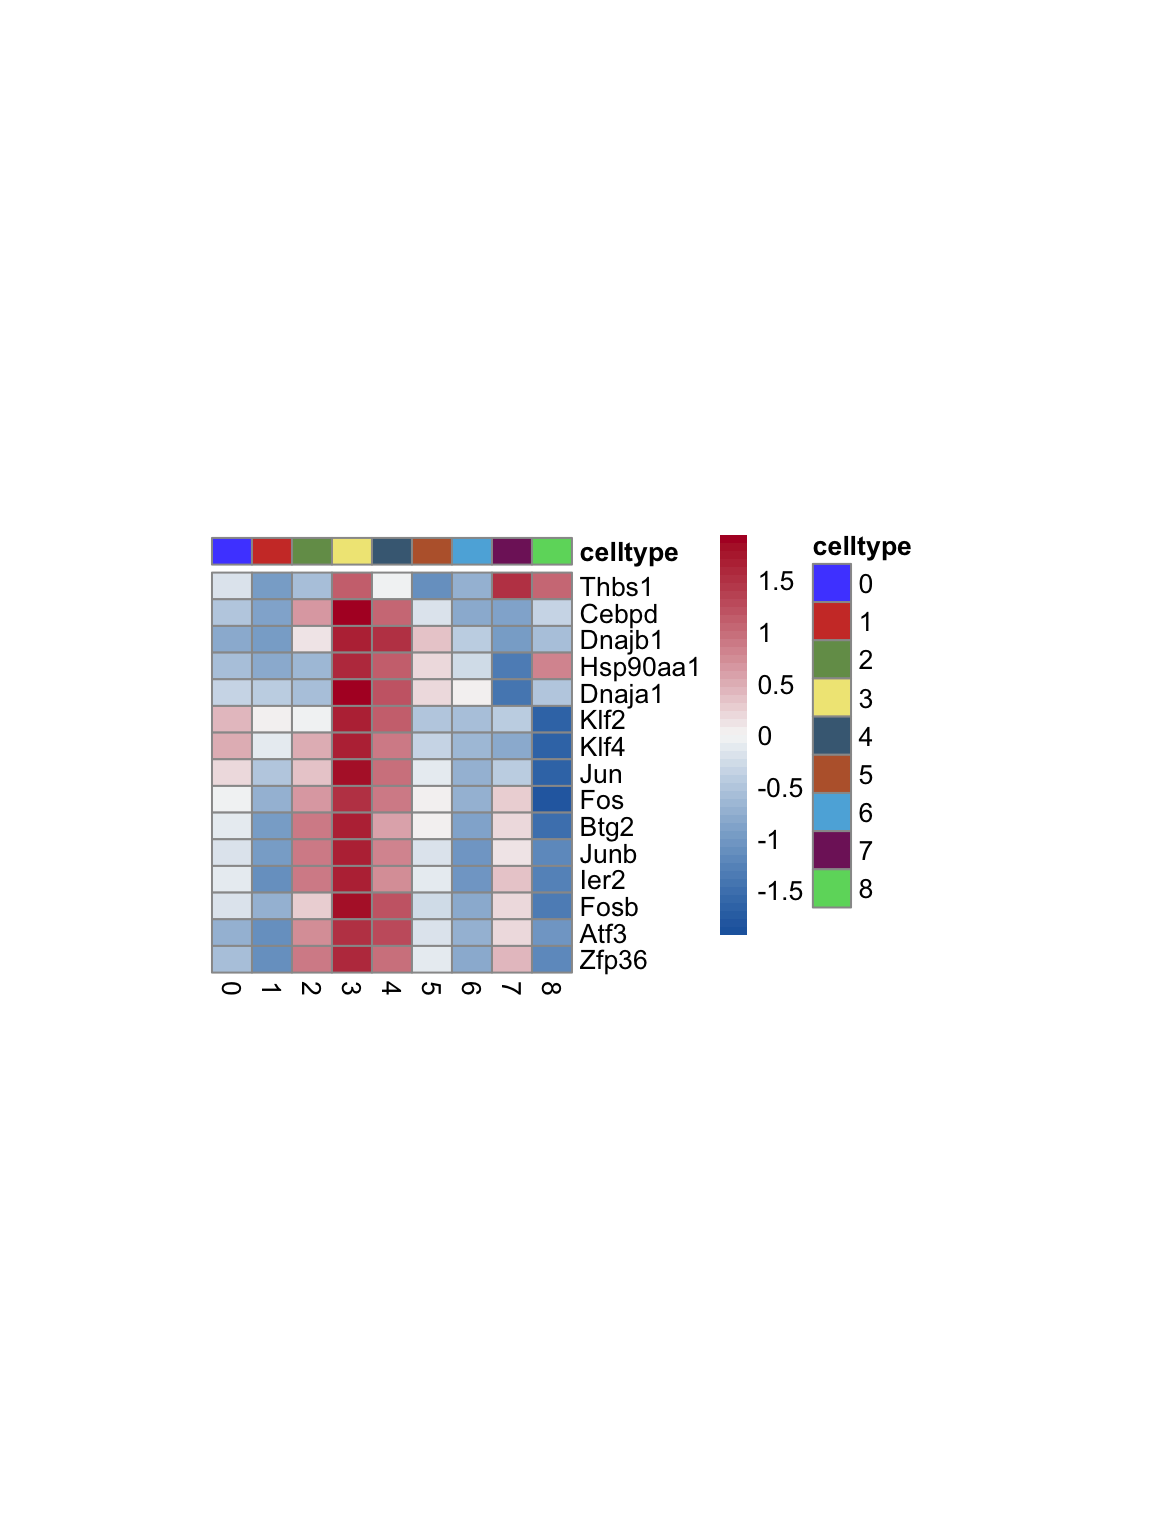 celltype
Thbs1
Cebpd
Dnajb1
Hsp90aa1
Dnaja1
Klf2
Klf4
Jun
Fos
Btg2
Junb
Ier2
Fosb
Atf3
Zfp36
0 1 2 3 4 5 6 7 8
1.5
1
0.5
0
-0.5
-1
-1.5
celltype
0
1
2
3
4
5
6
7
8